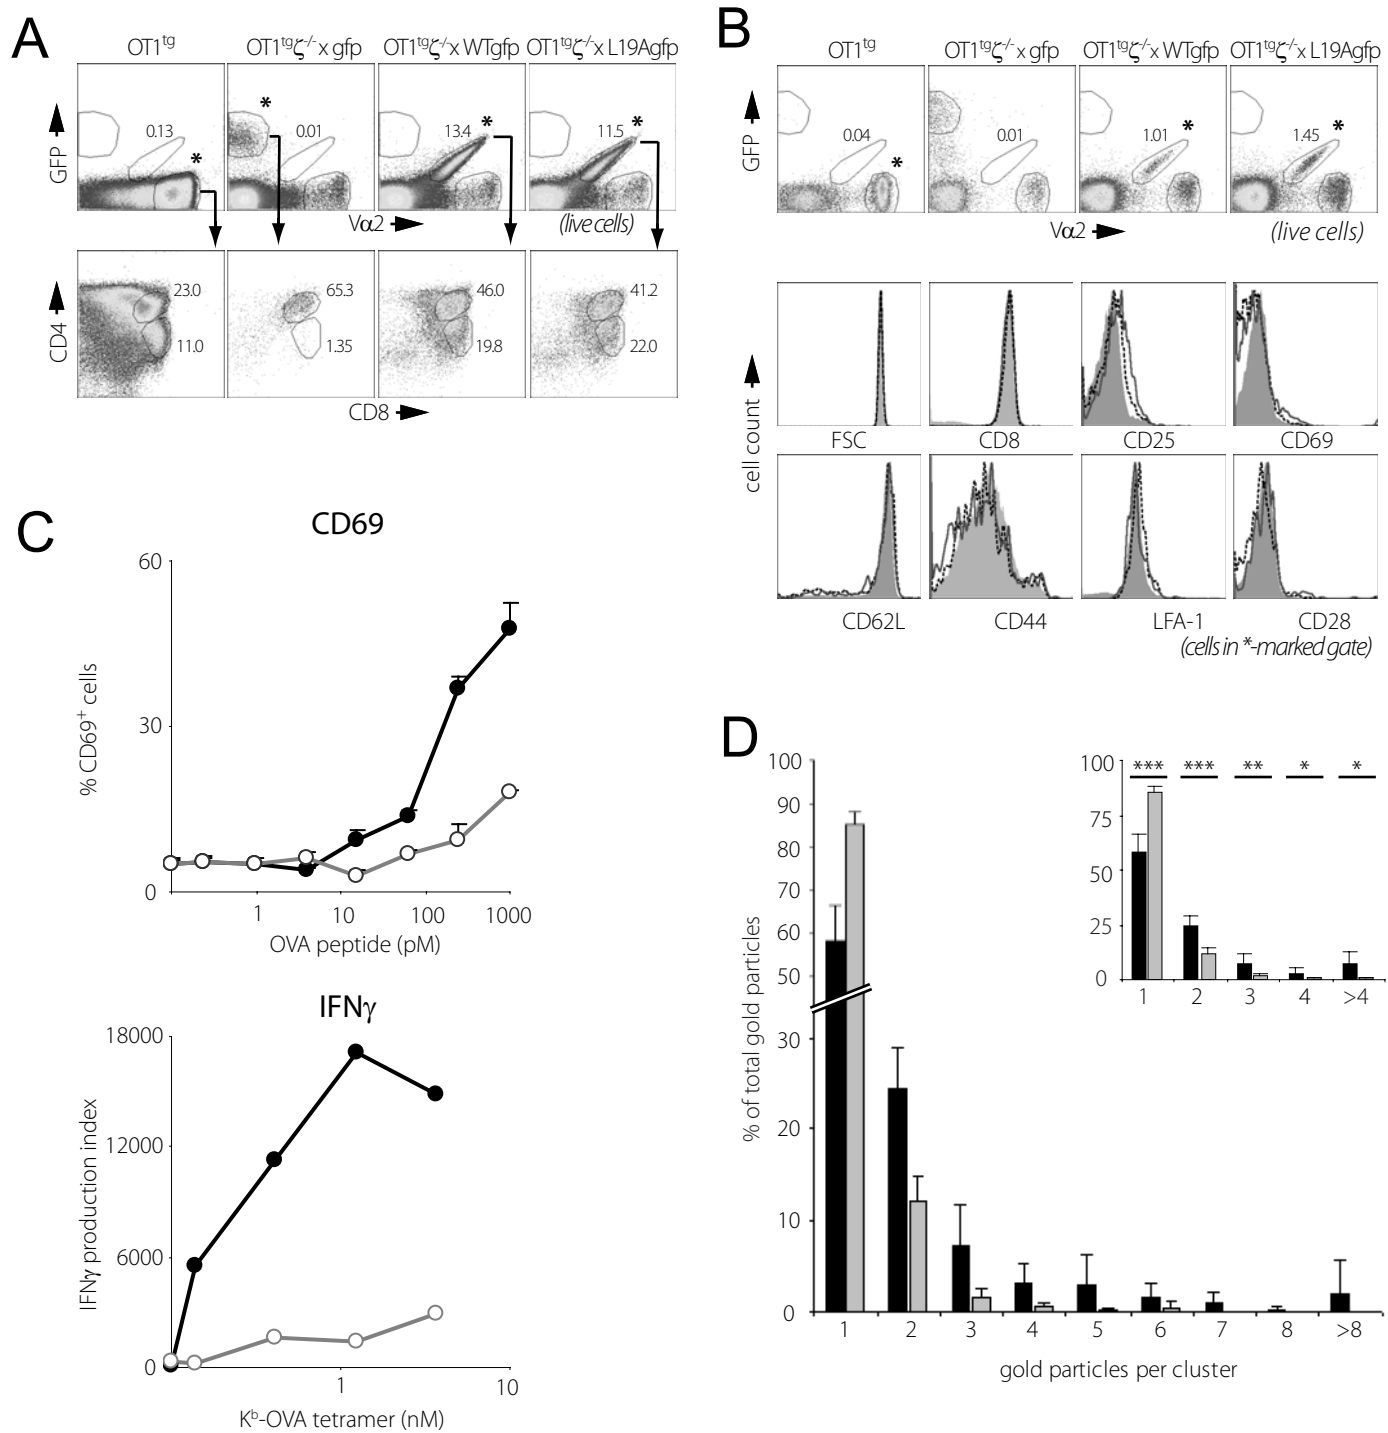 A
OT1tg
OT1tgζ-/- x gfp
OT1tgζ-/- x WTgfp
OT1tgζ-/- x L19Agfp
GFP
0.13
*
*
0.01
13.4
*
11.5
*
Vα2
(live cells)
CD4
23.0
11.0
65.3
1.35
46.0
19.8
41.2
22.0
CD8
B
OT1tg
OT1tgζ-/- x gfp
OT1tgζ-/- x WTgfp
OT1tgζ-/- x L19Agfp
GFP
0.04
*
0.01
1.01
*
1.45
*
Vα2
(live cells)
cell count
FSC
CD8
CD25
CD69
CD62L
CD44
LFA-1
CD28
(cells in *-marked gate)
C
CD69
% CD69+ cells
60
30
0
1
10
100
1000
OVA peptide (pM)
IFNγ
IFNγ production index
18000
12000
6000
0
1
10
Kb-OVA tetramer (nM)
D
% of total gold particles
100
90
80
70
60
50
30
20
10
0
1
2
3
4
5
6
7
8
>8
gold particles per cluster
100
75
50
25
0
***
***
**
*
*
1
2
3
4
>4